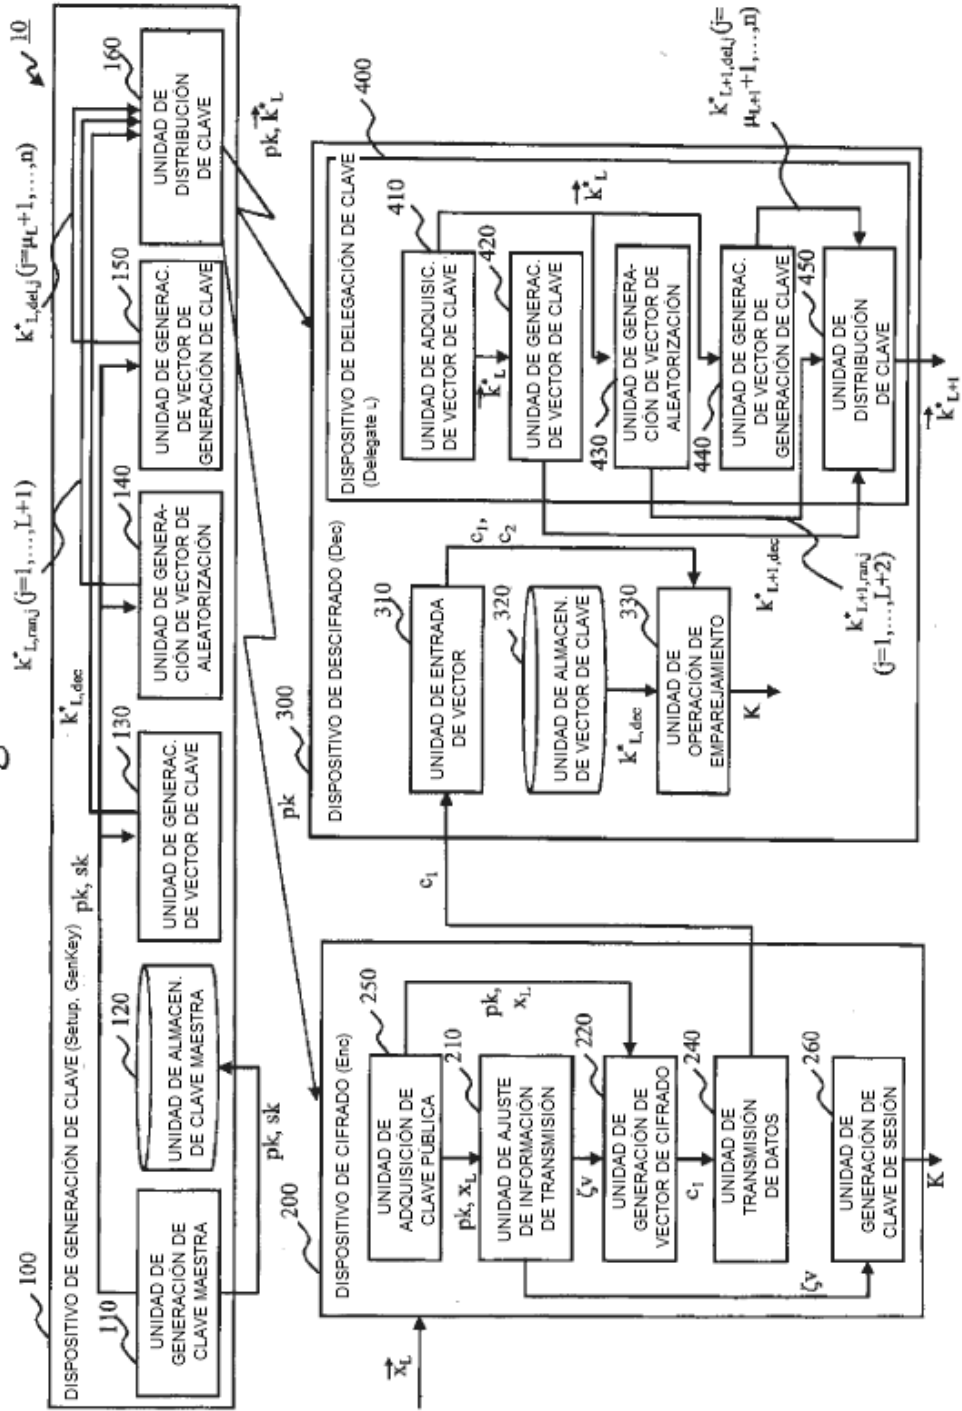 10
100
DISPOSITIVO DE GENERACIÓN DE CLAVE (Setup, GenKey)
110
UNIDAD DE
GENERACIÓN DE
CLAVE MAESTRA
pk, sk
120
UNIDAD DE ALMACEN.
DE CLAVE MAESTRA
pk, sk
130
UNIDAD DE GENERAC.
DE VECTOR DE CLAVE
k*L,dec
140
UNIDAD DE GENERA-
CIÓN DE VECTOR DE
ALEATORIZACIÓN
k*L,ran,j (j=1,...,L+1)
150
UNIDAD DE GENERAC.
DE VECTOR DE
GENERACIÓN DE CLAVE
k*L,del,j (j=μL+1,...,n)
160
UNIDAD DE
DISTRIBUCIÓN
DE CLAVE
pk, k*L
200
DISPOSITIVO DE CIFRADO (Enc)
xL
250
UNIDAD DE
ADQUISICIÓN DE
CLAVE PÚBLICA
pk, xL
pk,
xL
210
UNIDAD DE AJUSTE
DE INFORMACIÓN
DE TRANSMISIÓN
ζv
220
UNIDAD DE
GENERACIÓN DE
VECTOR DE CIFRADO
c1
240
UNIDAD DE
TRANSMISIÓN
DE DATOS
ζv
260
UNIDAD DE
GENERACIÓN DE
CLAVE DE SESIÓN
K
c1
pk
300
DISPOSITIVO DE DESCIFRADO (Dec)
310
UNIDAD DE ENTRADA
DE VECTOR
c1,
c2
320
UNIDAD DE ALMACEN.
DE VECTOR DE CLAVE
k*L,dec
330
UNIDAD DE
OPERACIÓN DE
EMPAREJAMIENTO
K
400
DISPOSITIVO DE DELEGACIÓN DE CLAVE
(Delegate L)
410
UNIDAD DE ADQUISIC.
DE VECTOR DE CLAVE
k*L
k*L
420
UNIDAD DE GENERAC.
DE VECTOR DE CLAVE
430
UNIDAD DE GENERA-
CIÓN DE VECTOR DE
ALEATORIZACIÓN
440
UNIDAD DE GENERAC.
DE VECTOR DE
GENERACIÓN DE CLAVE
450
UNIDAD DE
DISTRIBUCIÓN
DE CLAVE
k*L+1,dec
k*L+1,ran,j
(j=1,...,L+2)
k*L+1,del,j (j=
μL+1+1,...,n)
k*L+1